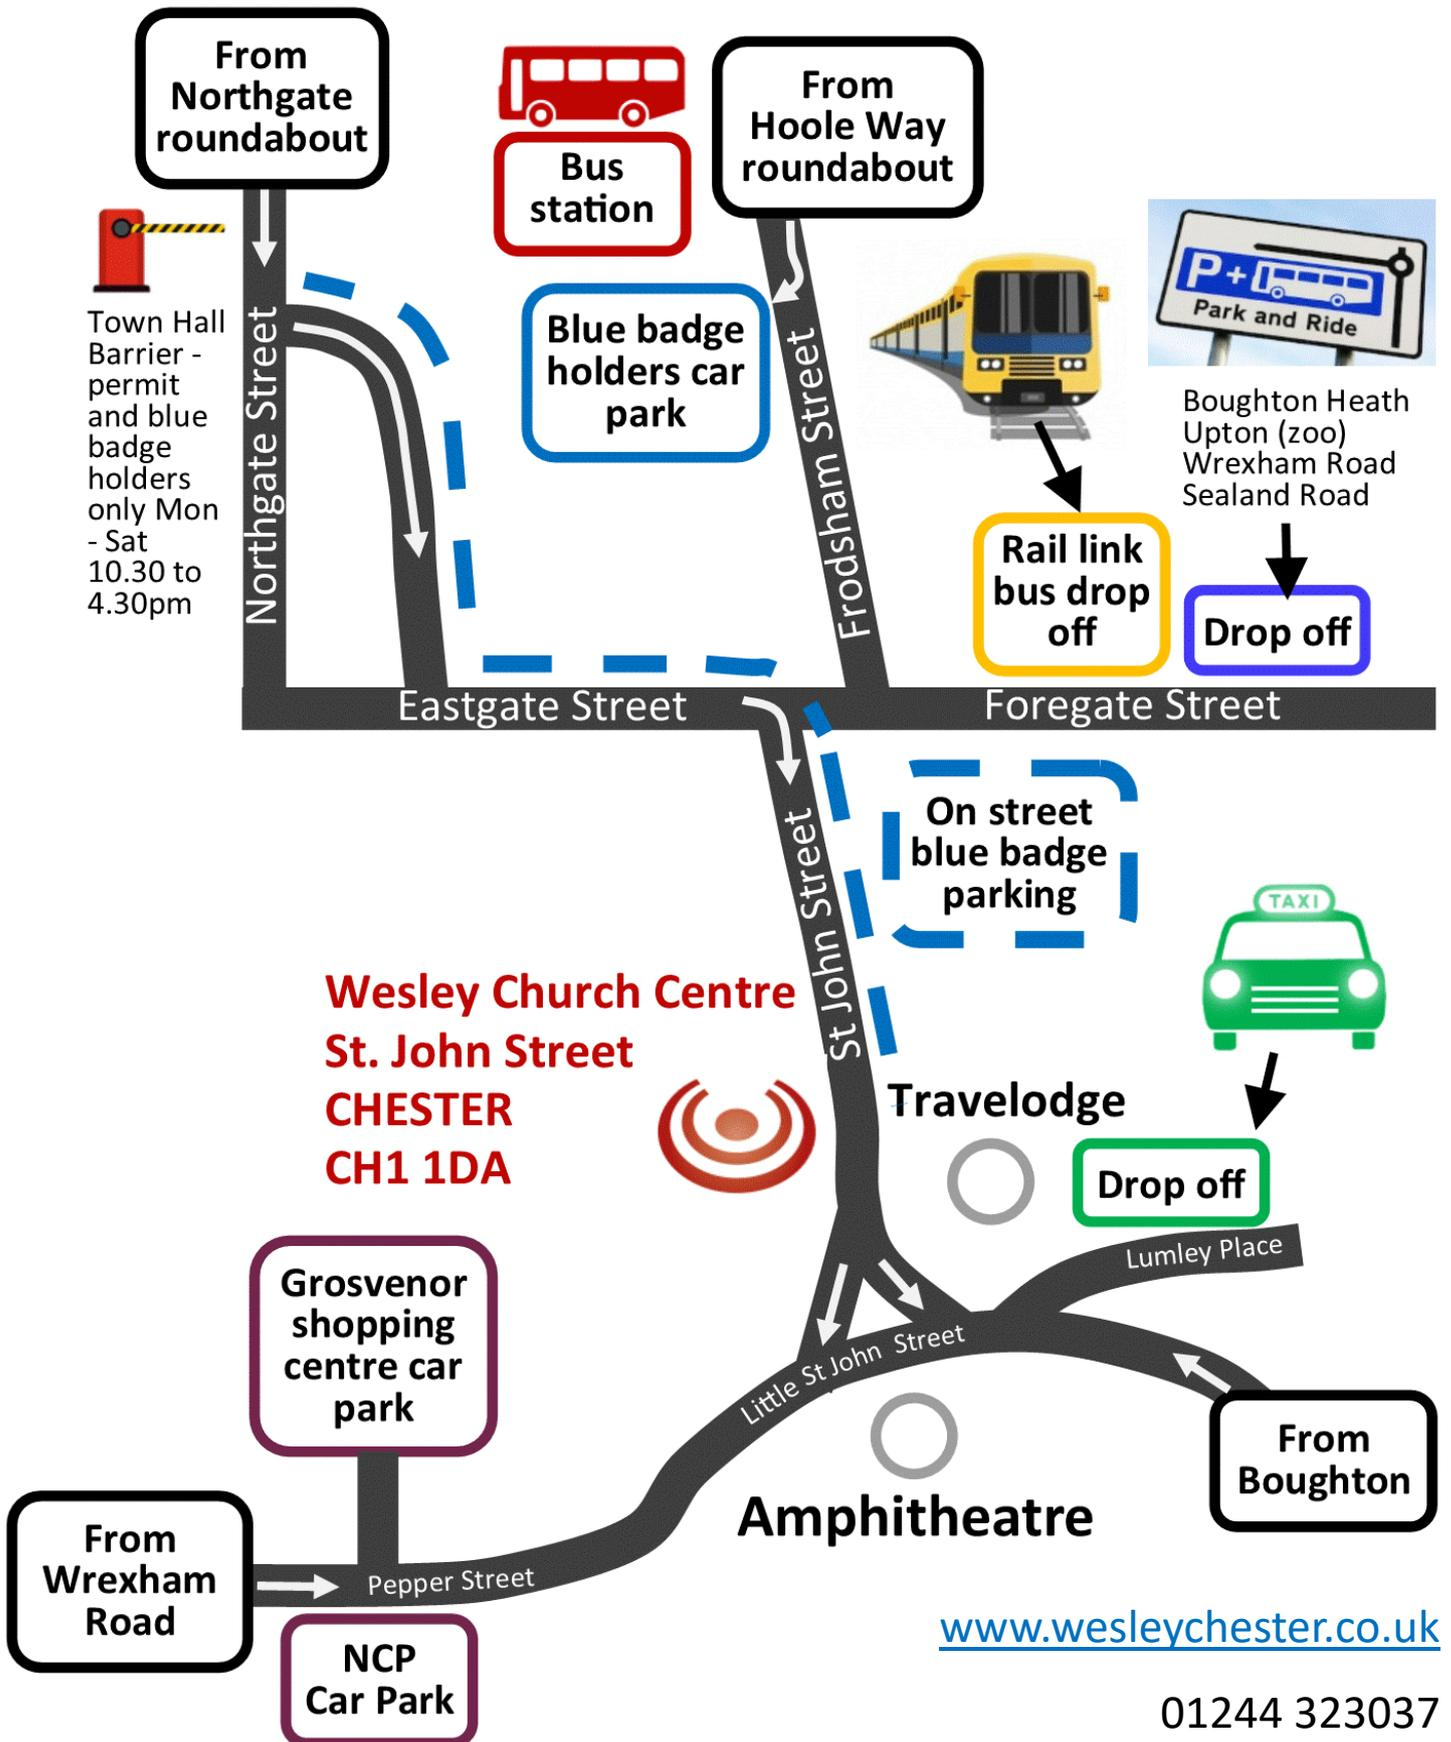 From
Northgate
roundabout
Bus
station
From
Hoole Way
roundabout
P+
Park and Ride
Town Hall
Barrier -
permit
and blue
badge
holders
only Mon
- Sat
10.30 to
4.30pm
Northgate Street
Blue badge
holders car
park
Frodsham Street
Boughton Heath
Upton (zoo)
Wrexham Road
Sealand Road
Rail link
bus drop
off
Drop off
Eastgate Street
Foregate Street
St John Street
On street
blue badge
parking
TAXI
Wesley Church Centre
St. John Street
CHESTER
CH1 1DA
Travelodge
Drop off
Lumley Place
Grosvenor
shopping
centre car
park
Little St John Street
From
Boughton
Amphitheatre
From
Wrexham
Road
Pepper Street
NCP
Car Park
www.wesleychester.co.uk
01244 323037